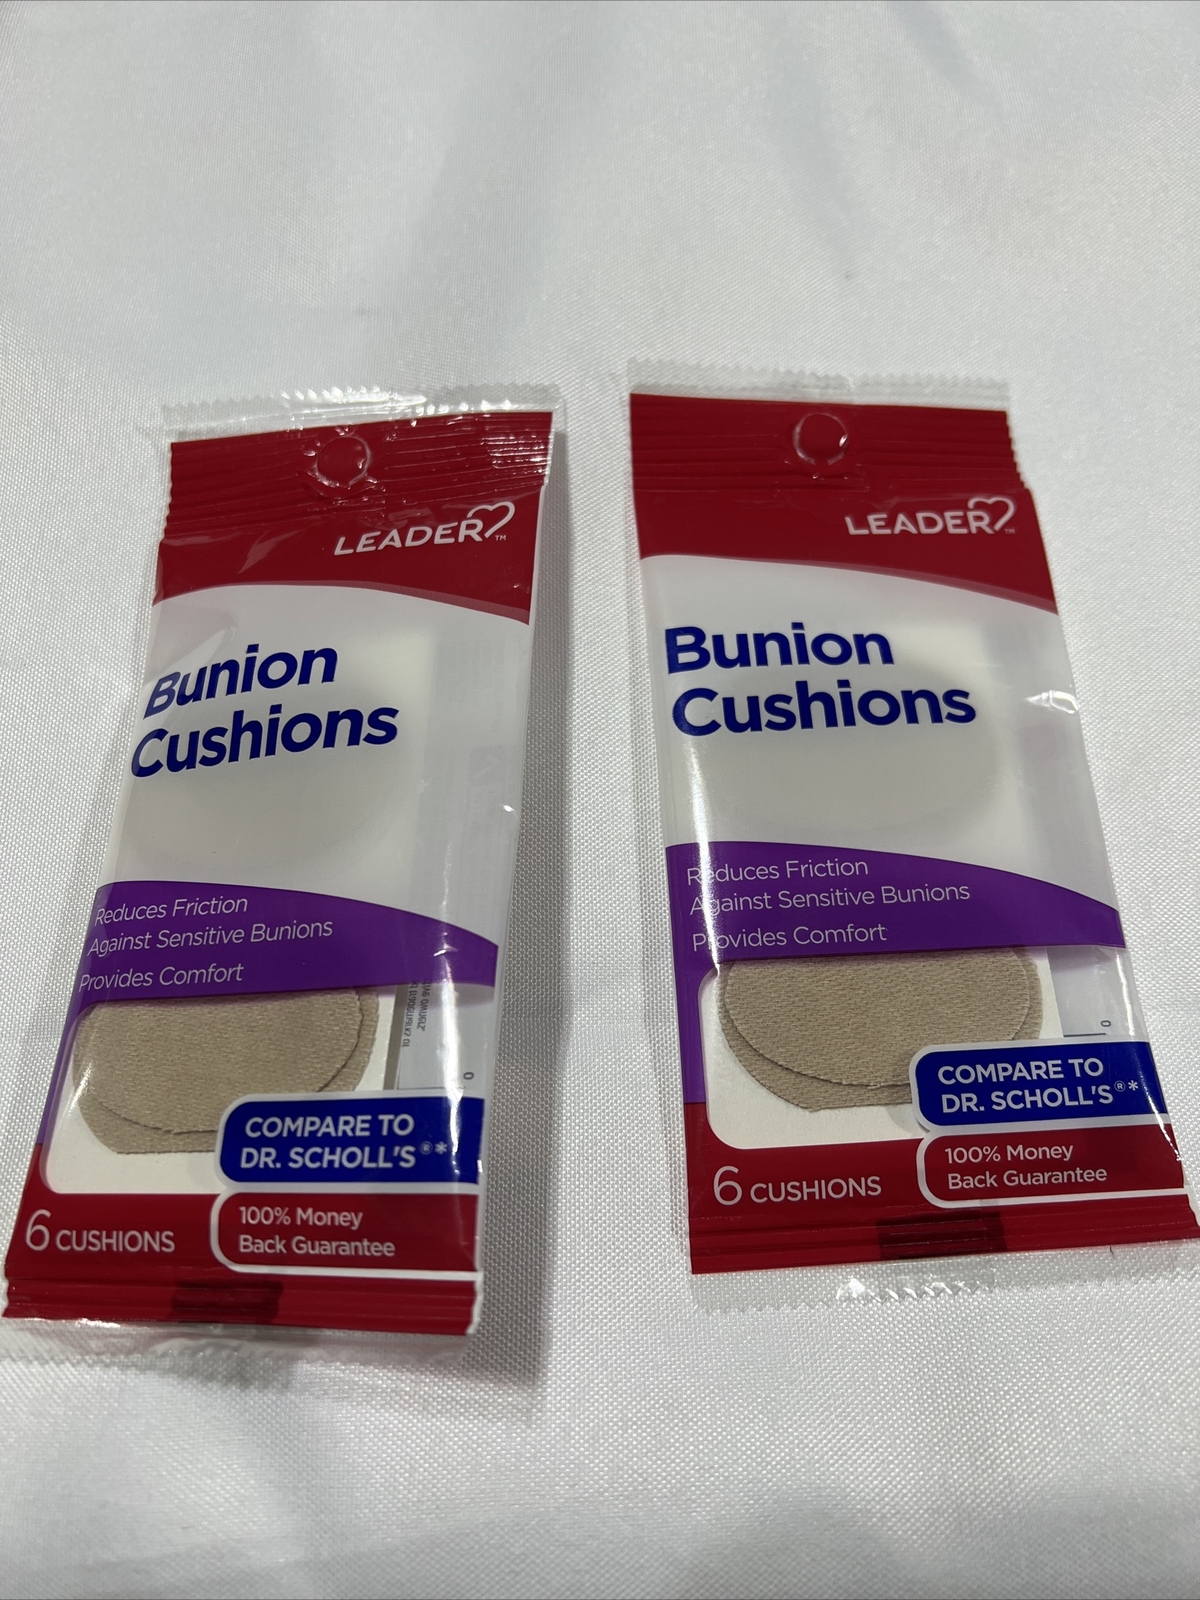 LEADER™
Bunion
Cushions
Reduces Friction
Against Sensitive Bunions
Provides Comfort
COMPARE TO
DR. SCHOLL'S®*
6 CUSHIONS
100% Money
Back Guarantee
LEADER™
Bunion
Cushions
Reduces Friction
Against Sensitive Bunions
Provides Comfort
COMPARE TO
DR. SCHOLL'S®*
6 CUSHIONS
100% Money
Back Guarantee